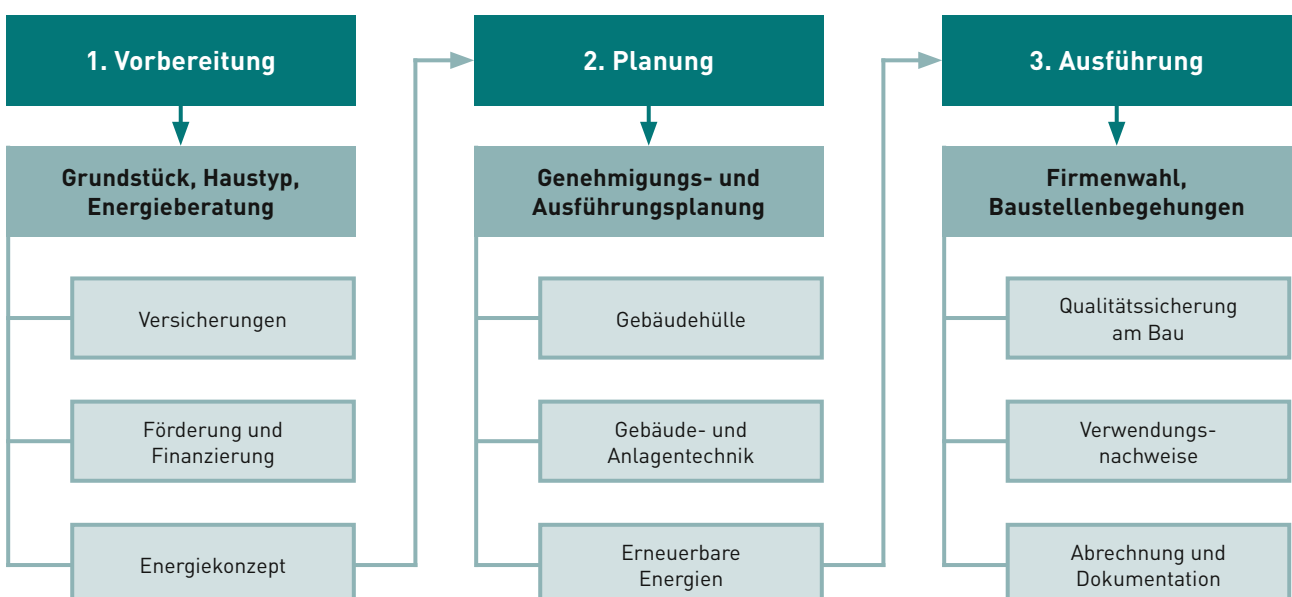 1. Vorbereitung
Grundstück, Haustyp,
Energieberatung
Versicherungen
Förderung und
Finanzierung
Energiekonzept
2. Planung
Genehmigungs- und
Ausführungsplanung
Gebäudehülle
Gebäude- und
Anlagentechnik
Erneuerbare
Energien
3. Ausführung
Firmenwahl,
Baustellenbegehungen
Qualitätssicherung
am Bau
Verwendungs-
nachweise
Abrechnung und
Dokumentation